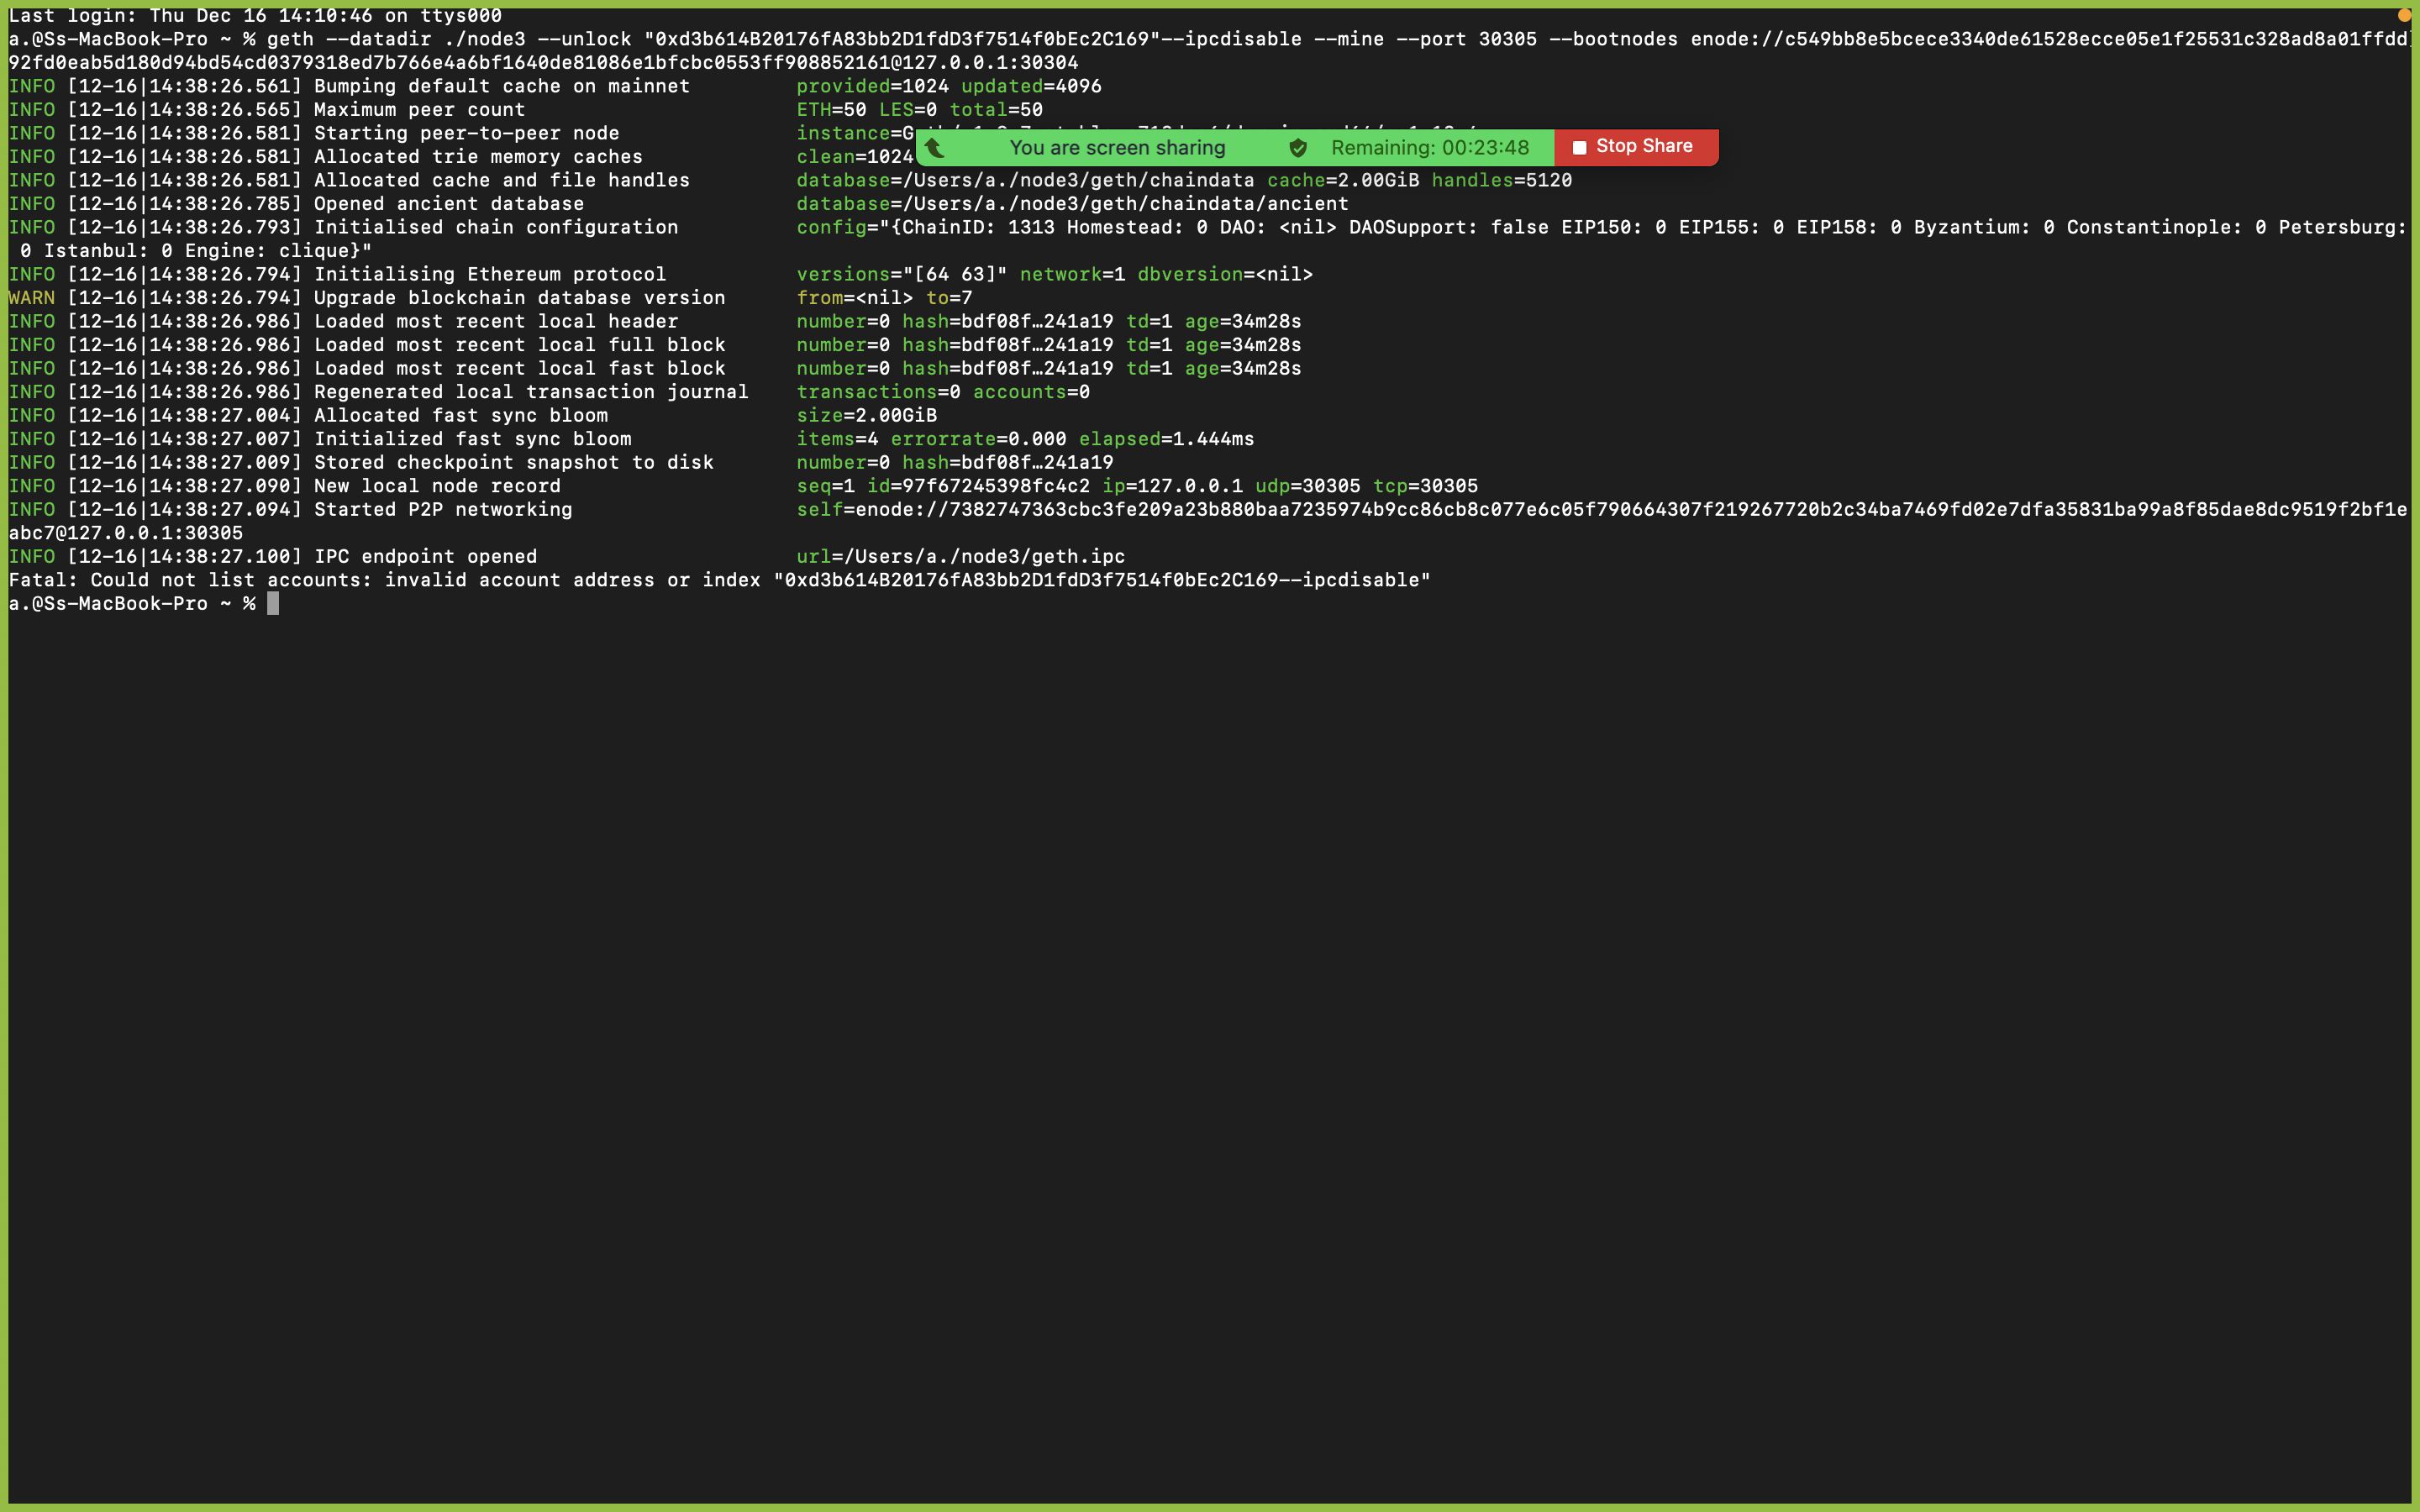 Last login: Thu Dec 16 14:10:46 on ttys000
a.@Ss-MacBook-Pro ~ % geth --datadir ./node3 --unlock "0xd3b614B20176fA83bb2D1fdD3f7514f0bEc2C169"--ipcdisable --mine --port 30305 --bootnodes enode://c549bb8e5bcece3340de61528ecce05e1f25531c328ad8a01ffdd
92fd0eab5d180d94bd54cd0379318ed7b766e4a6bf1640de81086e1bfcbc0553ff908852161@127.0.0.1:30304
INFO [12-16|14:38:26.561] Bumping default cache on mainnet provided=1024 updated=4096
INFO [12-16|14:38:26.565] Maximum peer count ETH=50 LES=0 total=50
INFO [12-16|14:38:26.581] Starting peer-to-peer node
You are screen sharing Remaining: 00:23:48 Stop Share
INFO [12-16|14:38:26.581] Allocated trie memory caches clean=1024
INFO [12-16|14:38:26.581] Allocated cache and file handles database=/Users/a./node3/geth/chaindata cache=2.00GiB handles=5120
INFO [12-16|14:38:26.785] Opened ancient database database=/Users/a./node3/geth/chaindata/ancient
INFO [12-16|14:38:26.793] Initialised chain configuration config="{ChainID: 1313 Homestead: 0 DAO: <nil> DAOSupport: false EIP150: 0 EIP155: 0 EIP158: 0 Byzantium: 0 Constantinople: 0 Petersburg:
0 Istanbul: 0 Engine: clique}"
INFO [12-16|14:38:26.794] Initialising Ethereum protocol versions="[64 63]" network=1 dbversion=<nil>
WARN [12-16|14:38:26.794] Upgrade blockchain database version from=<nil> to=7
INFO [12-16|14:38:26.986] Loaded most recent local header number=0 hash=bdf08f…241a19 td=1 age=34m28s
INFO [12-16|14:38:26.986] Loaded most recent local full block number=0 hash=bdf08f…241a19 td=1 age=34m28s
INFO [12-16|14:38:26.986] Loaded most recent local fast block number=0 hash=bdf08f…241a19 td=1 age=34m28s
INFO [12-16|14:38:26.986] Regenerated local transaction journal transactions=0 accounts=0
INFO [12-16|14:38:27.004] Allocated fast sync bloom size=2.00GiB
INFO [12-16|14:38:27.007] Initialized fast sync bloom items=4 errorrate=0.000 elapsed=1.444ms
INFO [12-16|14:38:27.009] Stored checkpoint snapshot to disk number=0 hash=bdf08f…241a19
INFO [12-16|14:38:27.090] New local node record seq=1 id=97f67245398fc4c2 ip=127.0.0.1 udp=30305 tcp=30305
INFO [12-16|14:38:27.094] Started P2P networking self=enode://7382747363cbc3fe209a23b880baa7235974b9cc86cb8c077e6c05f790664307f219267720b2c34ba7469fd02e7dfa35831ba99a8f85dae8dc9519f2bf1e
abc7@127.0.0.1:30305
INFO [12-16|14:38:27.100] IPC endpoint opened url=/Users/a./node3/geth.ipc
Fatal: Could not list accounts: invalid account address or index "0xd3b614B20176fA83bb2D1fdD3f7514f0bEc2C169--ipcdisable"
a.@Ss-MacBook-Pro ~ %